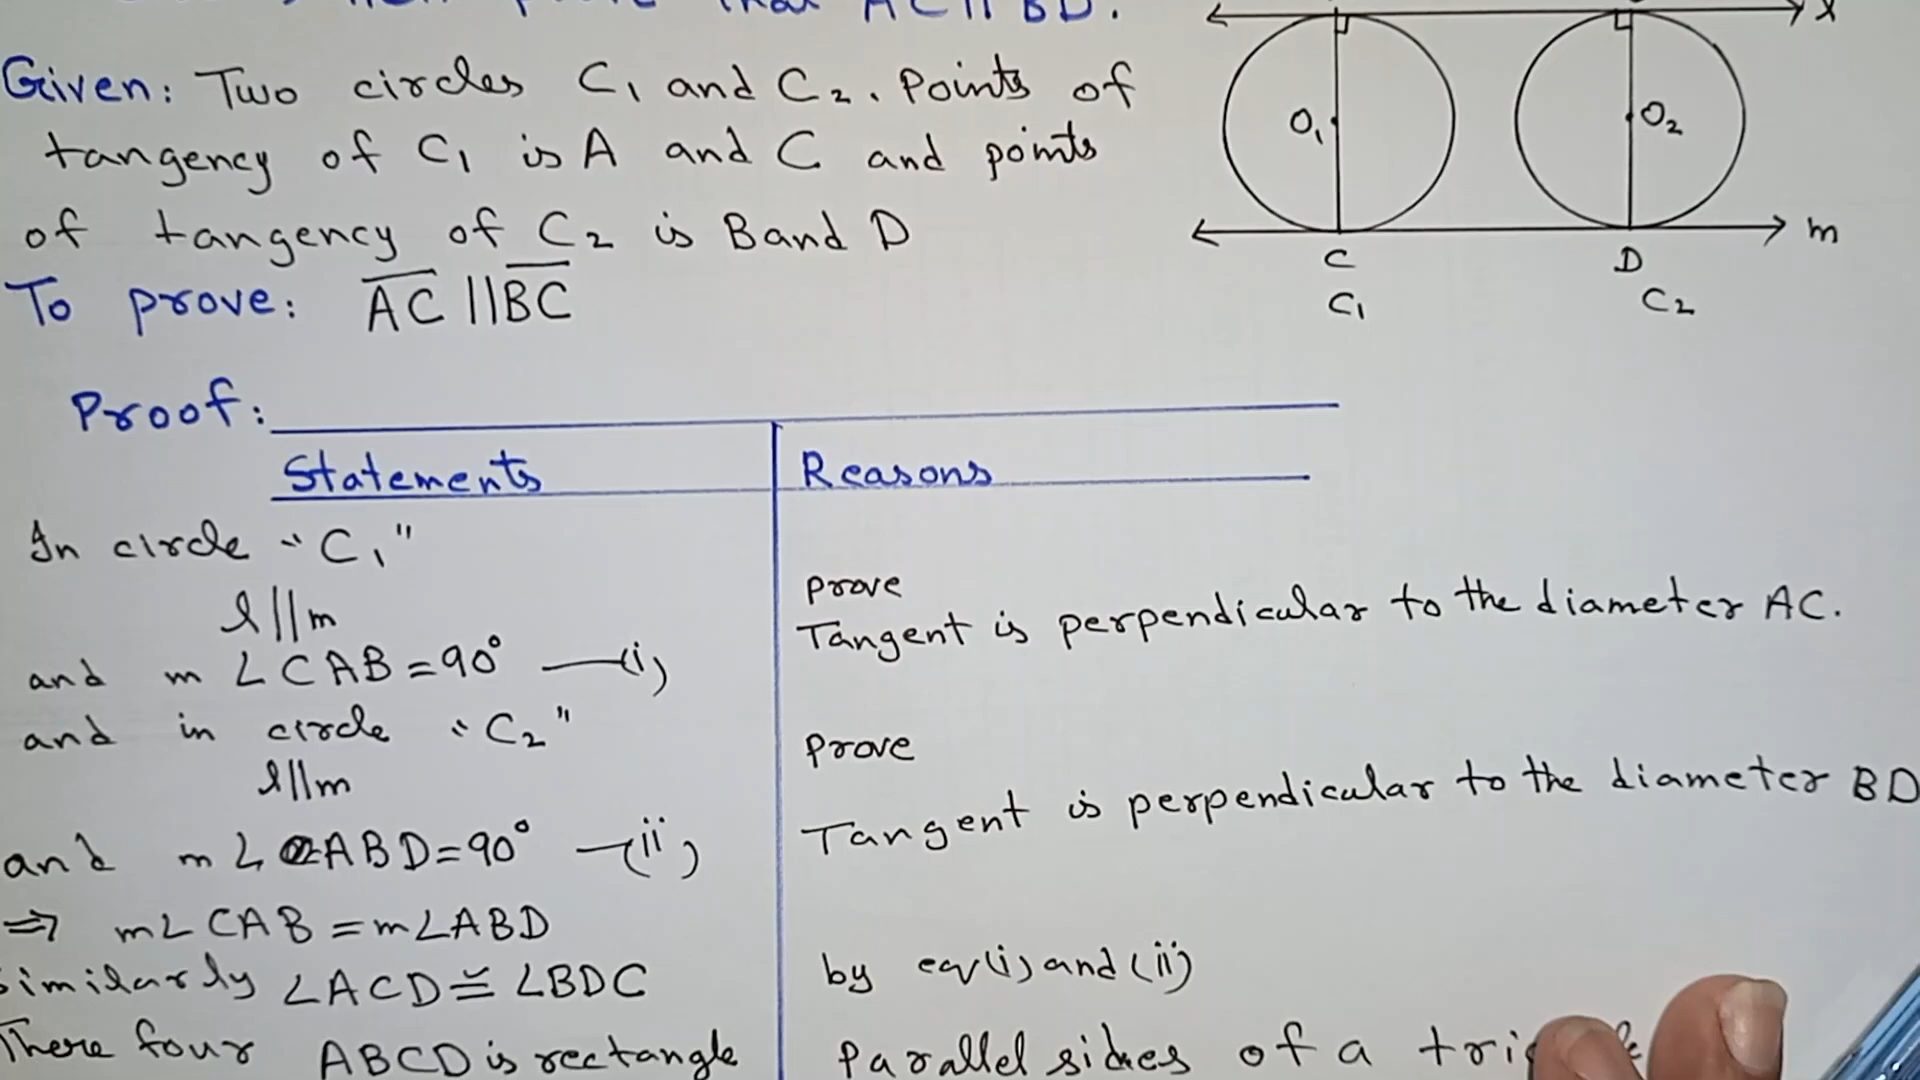 prove that AC || BD.
Given: Two circles C₁ and C₂. Points of
tangency of C₁ is A and C and points
of tangency of C₂ is B and D
To prove: A̅C̅ || B̅C̅
l
O₁
O₂
m
C
D
C₁
C₂
Proof:
Statements
Reasons
In circle "C₁"
l||m
prove
and m∠CAB=90° —(i)
Tangent is perpendicular to the diameter AC.
and in circle "C₂"
l||m
prove
and m∠ABD=90° —(ii)
Tangent is perpendicular to the diameter BD
⇒ m∠CAB=m∠ABD
by eq(i) and (ii)
Similarly ∠ACD≅∠BDC
There four ABCD is rectangle
Parallel sides of a